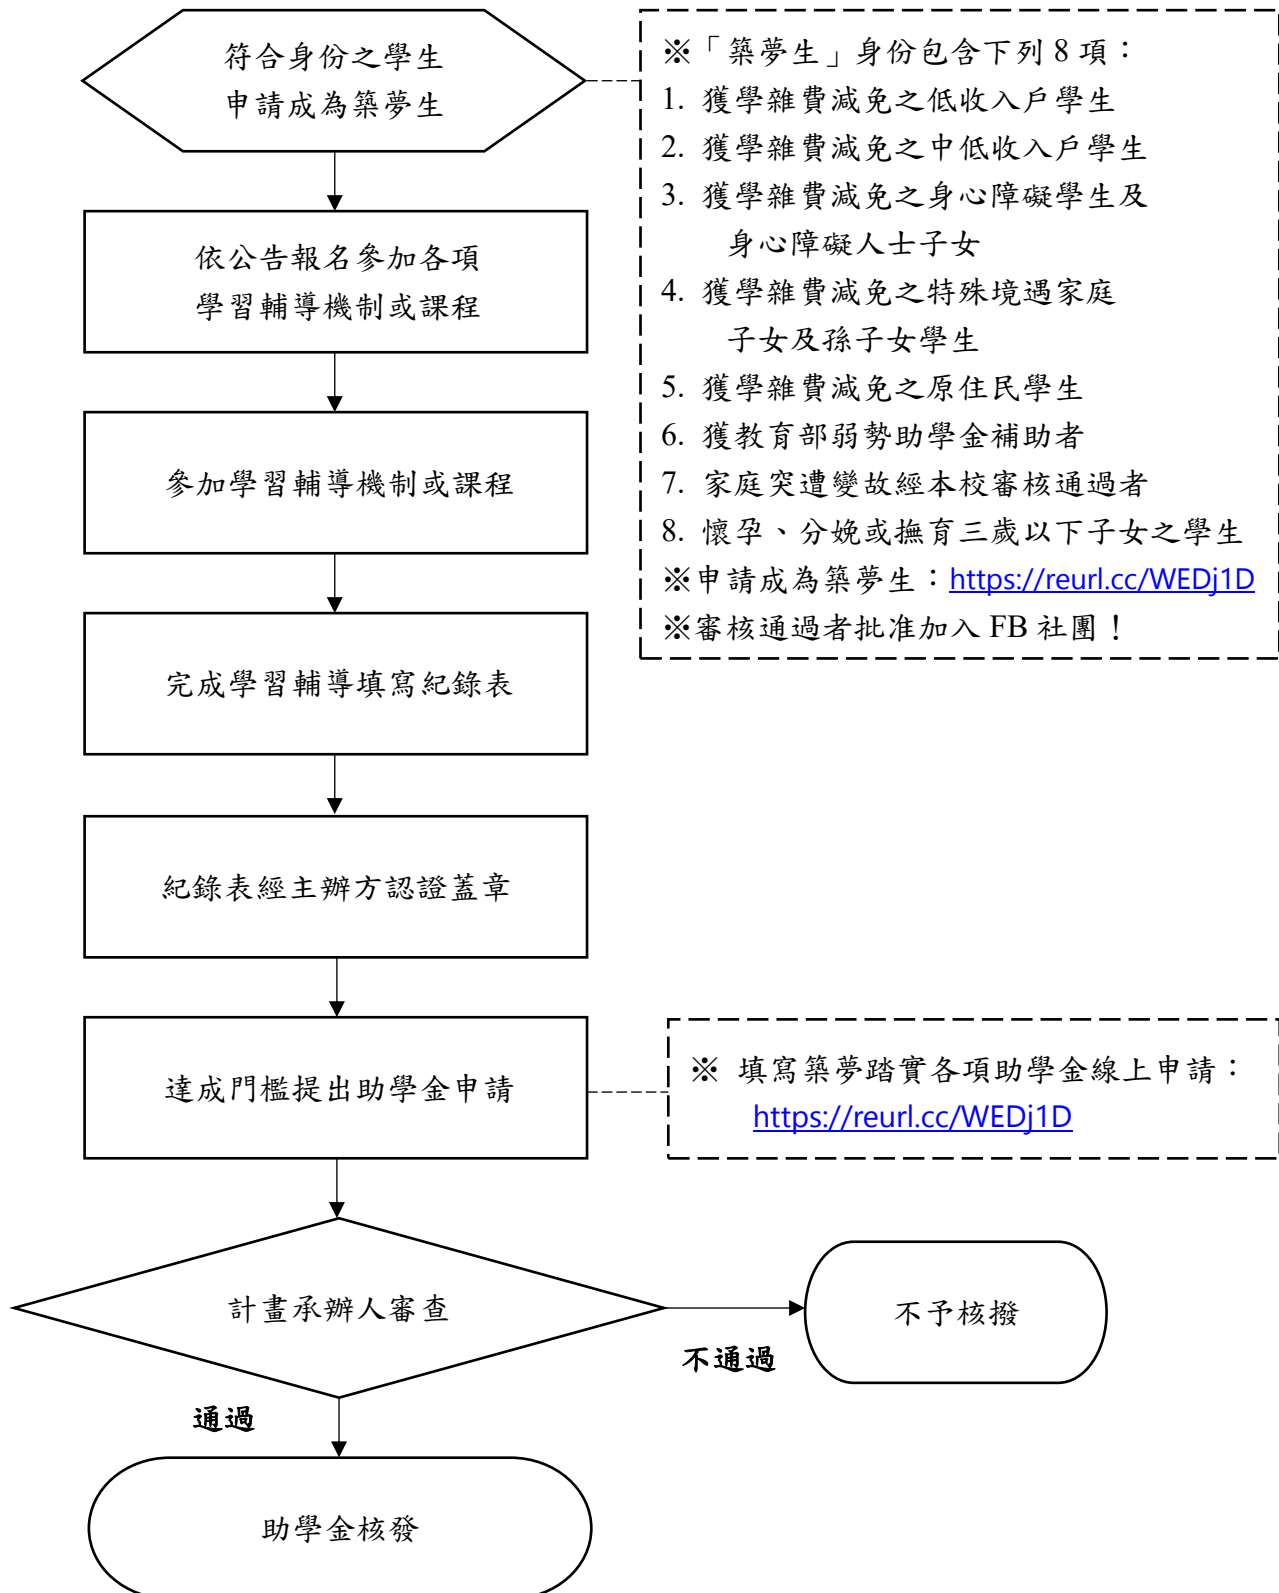 符合身份之學生
申請成為築夢生
※「築夢生」身份包含下列 8 項：
1. 獲學雜費減免之低收入戶學生
2. 獲學雜費減免之中低收入戶學生
3. 獲學雜費減免之身心障礙學生及
身心障礙人士子女
4. 獲學雜費減免之特殊境遇家庭
子女及孫子女學生
5. 獲學雜費減免之原住民學生
6. 獲教育部弱勢助學金補助者
7. 家庭突遭變故經本校審核通過者
8. 懷孕、分娩或撫育三歲以下子女之學生
※申請成為築夢生：https://reurl.cc/WEDj1D
※審核通過者批准加入 FB 社團！
依公告報名參加各項
學習輔導機制或課程
參加學習輔導機制或課程
完成學習輔導填寫紀錄表
紀錄表經主辦方認證蓋章
達成門檻提出助學金申請
※ 填寫築夢踏實各項助學金線上申請：
https://reurl.cc/WEDj1D
計畫承辦人審查
不通過
不予核撥
通過
助學金核發